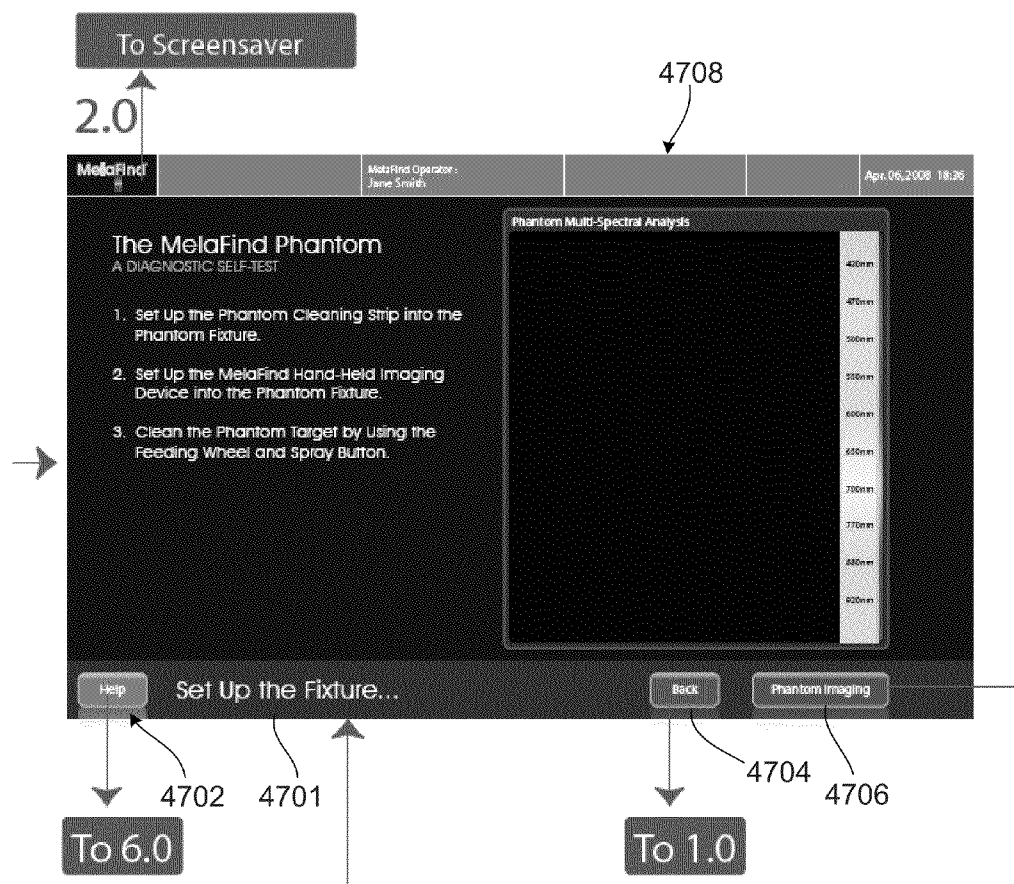 To Screensaver
4708
2.0
MelaFind
MelaFind Operator :
Jane Smith
Apr. 06, 2008 18:36
The MelaFind Phantom
A DIAGNOSTIC SELF-TEST
1. Set Up the Phantom Cleaning Strip into the
Phantom Fixture.
2. Set Up the MelaFind Hand-Held Imaging
Device into the Phantom Fixture.
3. Clean the Phantom Target by Using the
Feeding Wheel and Spray Button.
Phantom Multi-Spectral Analysis
430nm
470nm
500nm
550nm
600nm
650nm
700nm
770nm
880nm
920nm
Help
Set Up the Fixture...
Back
Phantom Imaging
4702
4701
4704
4706
To 6.0
To 1.0